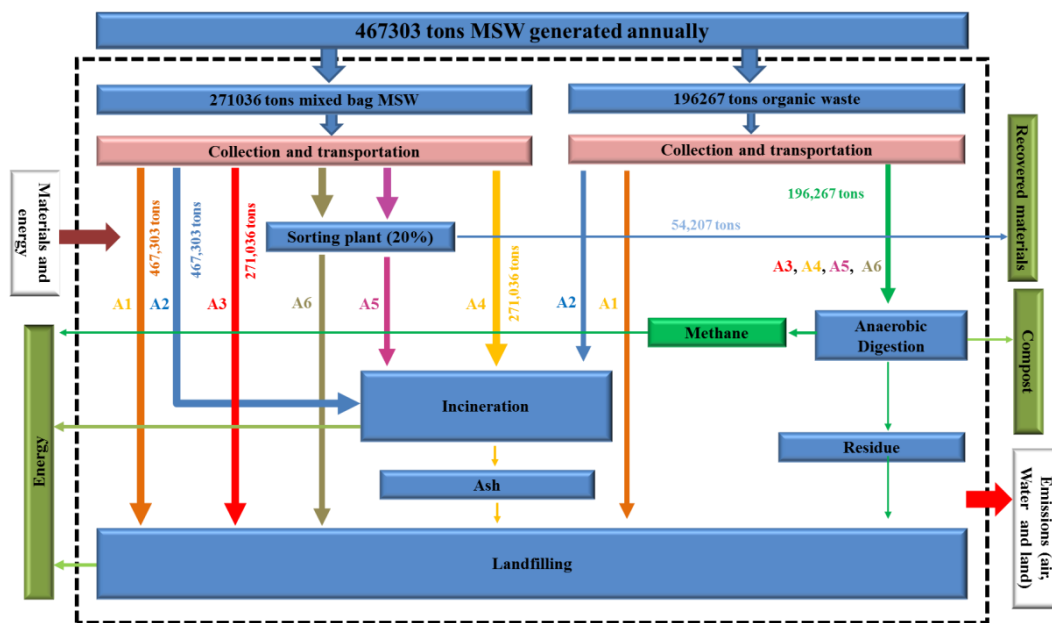 467303 tons MSW generated annually
271036 tons mixed bag MSW
196267 tons organic waste
Collection and transportation
Collection and transportation
Recovered materials
Materials and
energy
467,303 tons
467,303 tons
271,036 tons
Sorting plant (20%)
54,207 tons
196,267 tons
A3, A4, A5, A6
A1
A2
A3
A6
A5
A4
271,036 tons
A2
A1
Methane
Anaerobic
Digestion
Compost
Incineration
Energy
Residue
Ash
Emissions (air,
Water and
land)
Landfilling